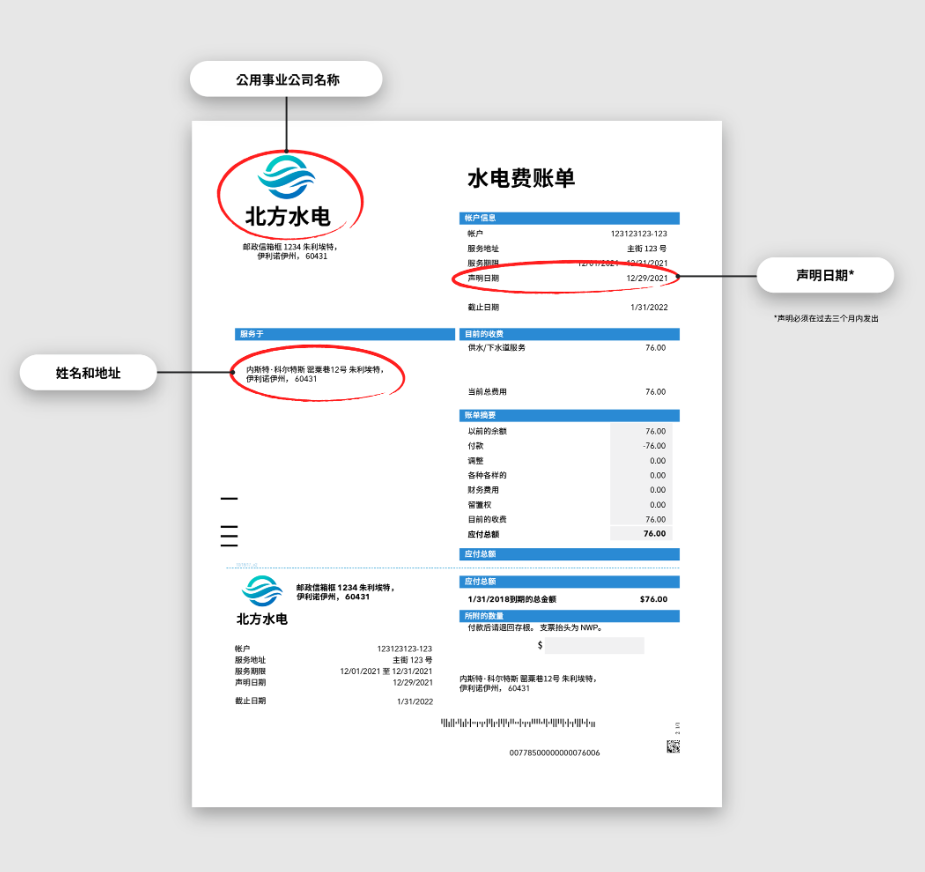 公用事业公司名称
北方水电
邮政信箱框 1234 朱利埃特，
伊利诺伊州， 60431
水电费账单
帐户信息
帐户 123123123-123
服务地址 主街 123 号
服务期限 12/01/2021 12/31/2021
声明日期 12/29/2021
截止日期 1/31/2022
声明日期*
*声明必须在过去三个月内发出
服务于
姓名和地址
内斯特·科尔特斯 罂粟巷12号 朱利埃特，
伊利诺伊州， 60431
目前的收费
供水/下水道服务 76.00
当前总费用 76.00
账单摘要
以前的余额 76.00
付款 -76.00
调整 0.00
各种各样的 0.00
财务费用 0.00
留置权 0.00
目前的收费 76.00
应付总额 76.00
应付总额
北方水电
邮政信箱框 1234 朱利埃特，
伊利诺伊州， 60431
帐户 123123123-123
服务地址 主街 123 号
服务期限 12/01/2021 至 12/31/2021
声明日期 12/29/2021
截止日期 1/31/2022
应付总额
1/31/2018到期的总金额 $76.00
所附的数量
付款后请退回存根。 支票抬头为 NWP。
$
内斯特·科尔特斯 罂粟巷12号 朱利埃特，
伊利诺伊州， 60431
00778500000000076006